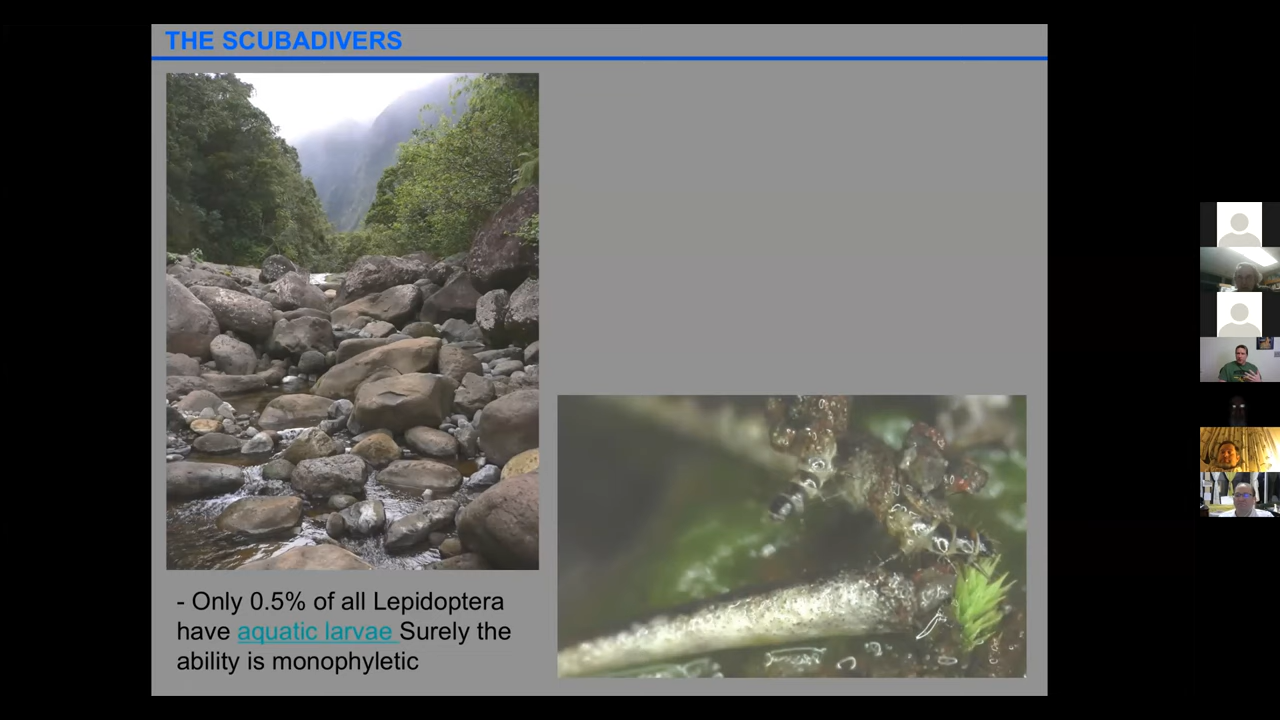 THE SCUBADIVERS
- Only 0.5% of all Lepidoptera
have aquatic larvae Surely the
ability is monophyletic